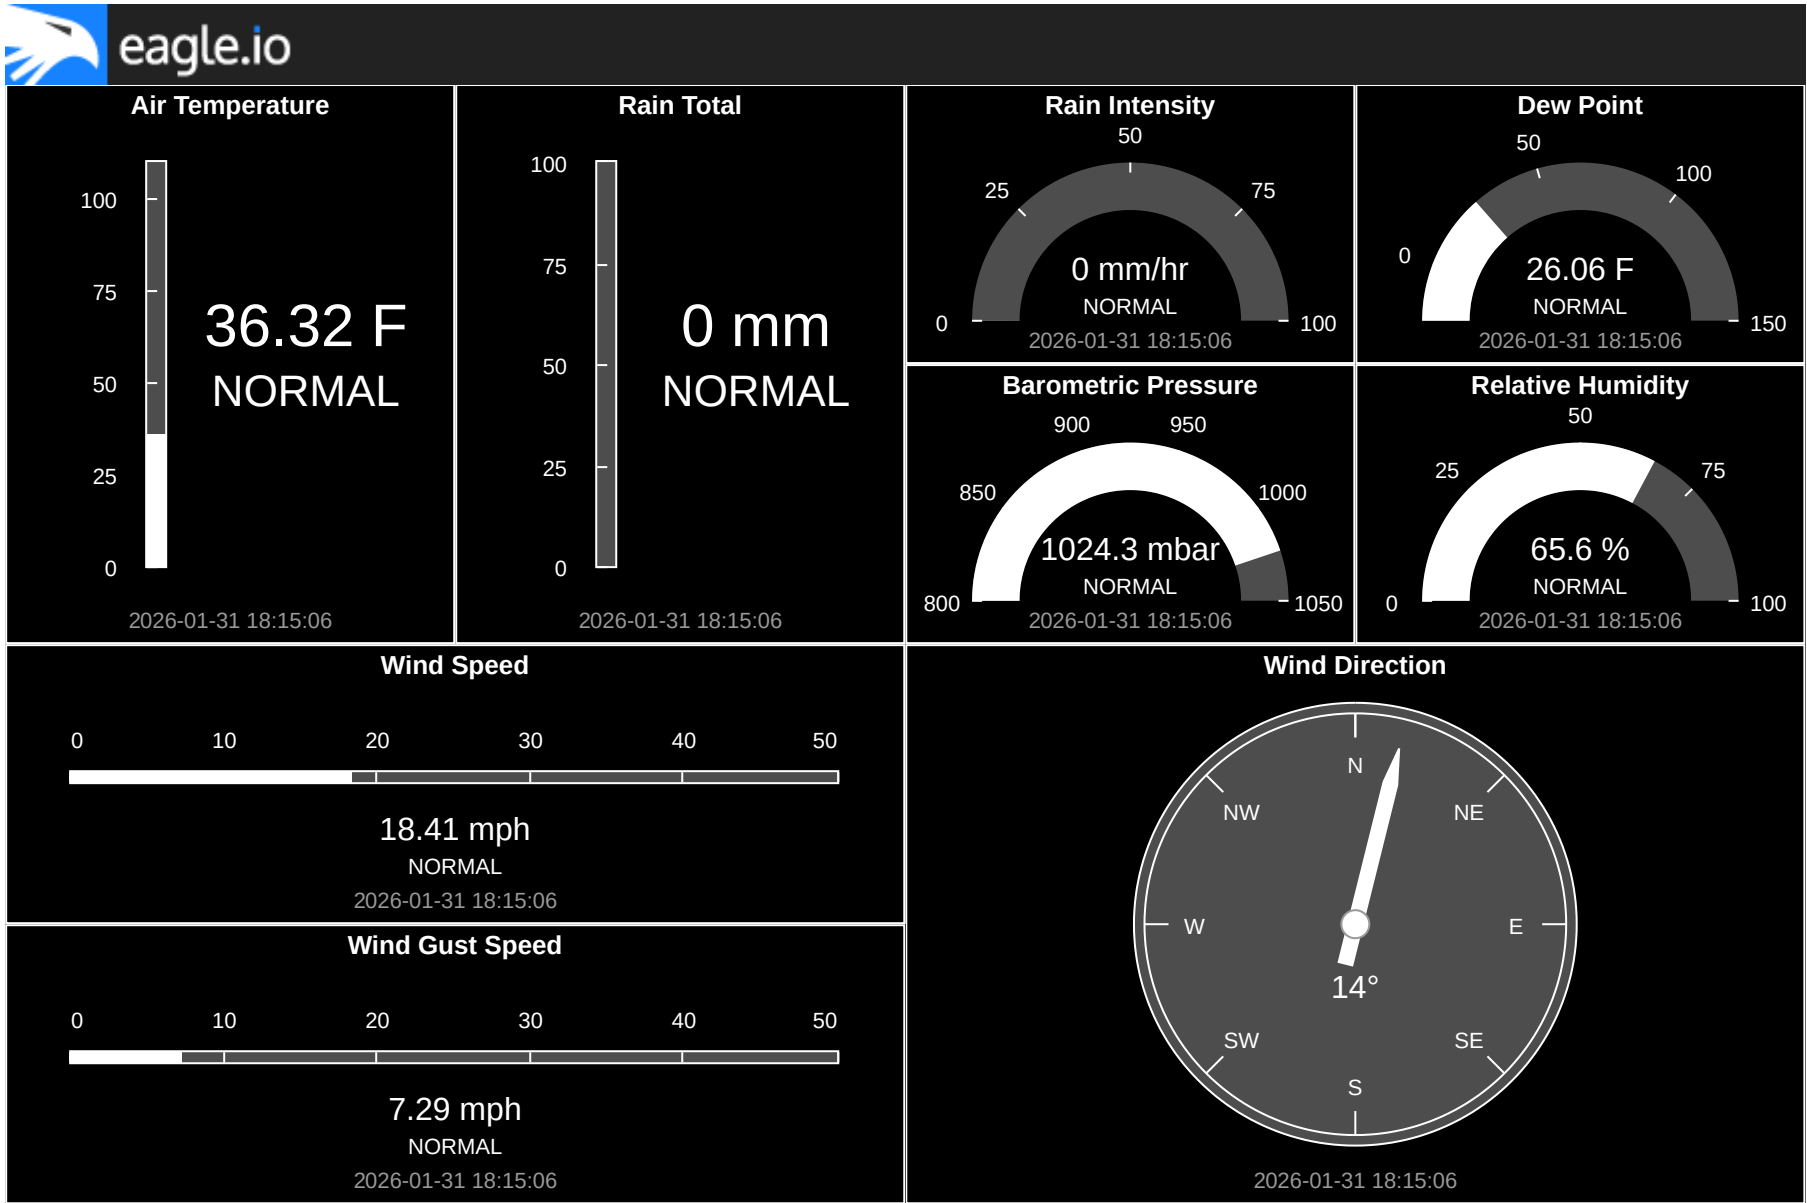 eagle.io
Air Temperature
100
75
50
25
0
36.32 F
NORMAL
2026-01-31 18:15:06
Rain Total
100
75
50
25
0
0 mm
NORMAL
2026-01-31 18:15:06
Rain Intensity
0
25
50
75
100
0 mm/hr
NORMAL
2026-01-31 18:15:06
Dew Point
0
50
100
150
26.06 F
NORMAL
2026-01-31 18:15:06
Barometric Pressure
800
850
900
950
1000
1050
1024.3 mbar
NORMAL
2026-01-31 18:15:06
Relative Humidity
0
25
50
75
100
65.6 %
NORMAL
2026-01-31 18:15:06
Wind Speed
0 10 20 30 40 50
18.41 mph
NORMAL
2026-01-31 18:15:06
Wind Gust Speed
0 10 20 30 40 50
7.29 mph
NORMAL
2026-01-31 18:15:06
Wind Direction
N
NW NE
W E
14°
SW SE
S
2026-01-31 18:15:06